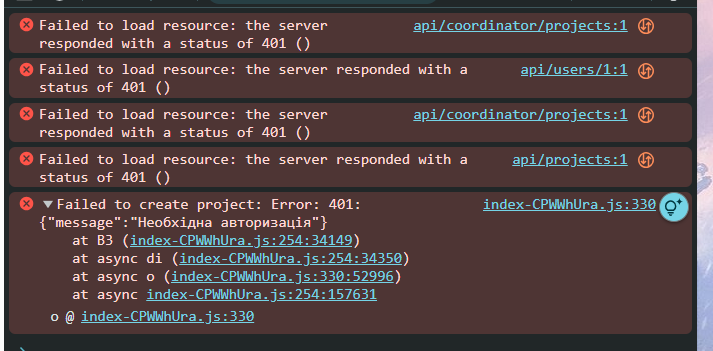 Failed to load resource: the server api/coordinator/projects:1
responded with a status of 401 ()
Failed to load resource: the server responded with a api/users/1:1
status of 401 ()
Failed to load resource: the server api/coordinator/projects:1
responded with a status of 401 ()
Failed to load resource: the server responded with a api/projects:1
status of 401 ()
Failed to create project: Error: 401: index-CPWWhUra.js:330
{"message":"Необхідна авторизація"}
at B3 (index-CPWWhUra.js:254:34149)
at async di (index-CPWWhUra.js:254:34350)
at async o (index-CPWWhUra.js:330:52996)
at async index-CPWWhUra.js:254:157631
o @ index-CPWWhUra.js:330